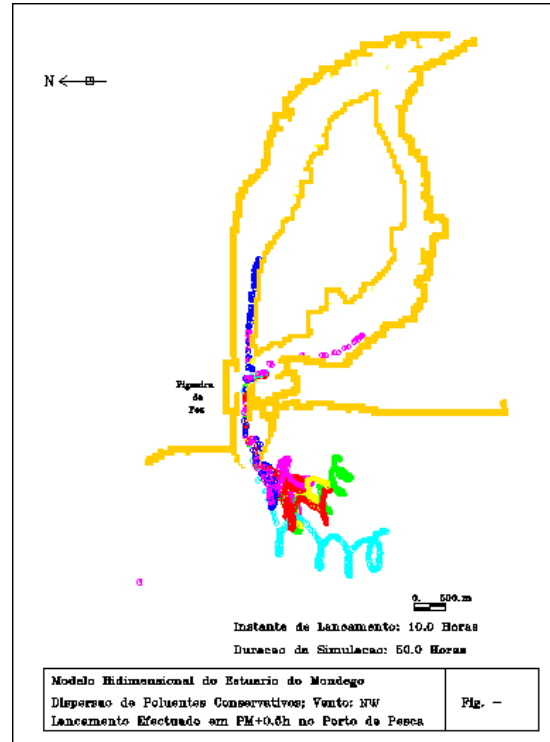 N
Figueira
da
Foz
0. 500.m
Instante de Lancamento: 10.0 Horas
Duracao da Simulacao: 50.0 Horas
Modelo Bidimensional do Estuario do Mondego
Dispersao de Poluentes Conservativos; Vento: NW
Lancamento Efectuado em PM+0.5h no Porto de Pesca
Fig. -